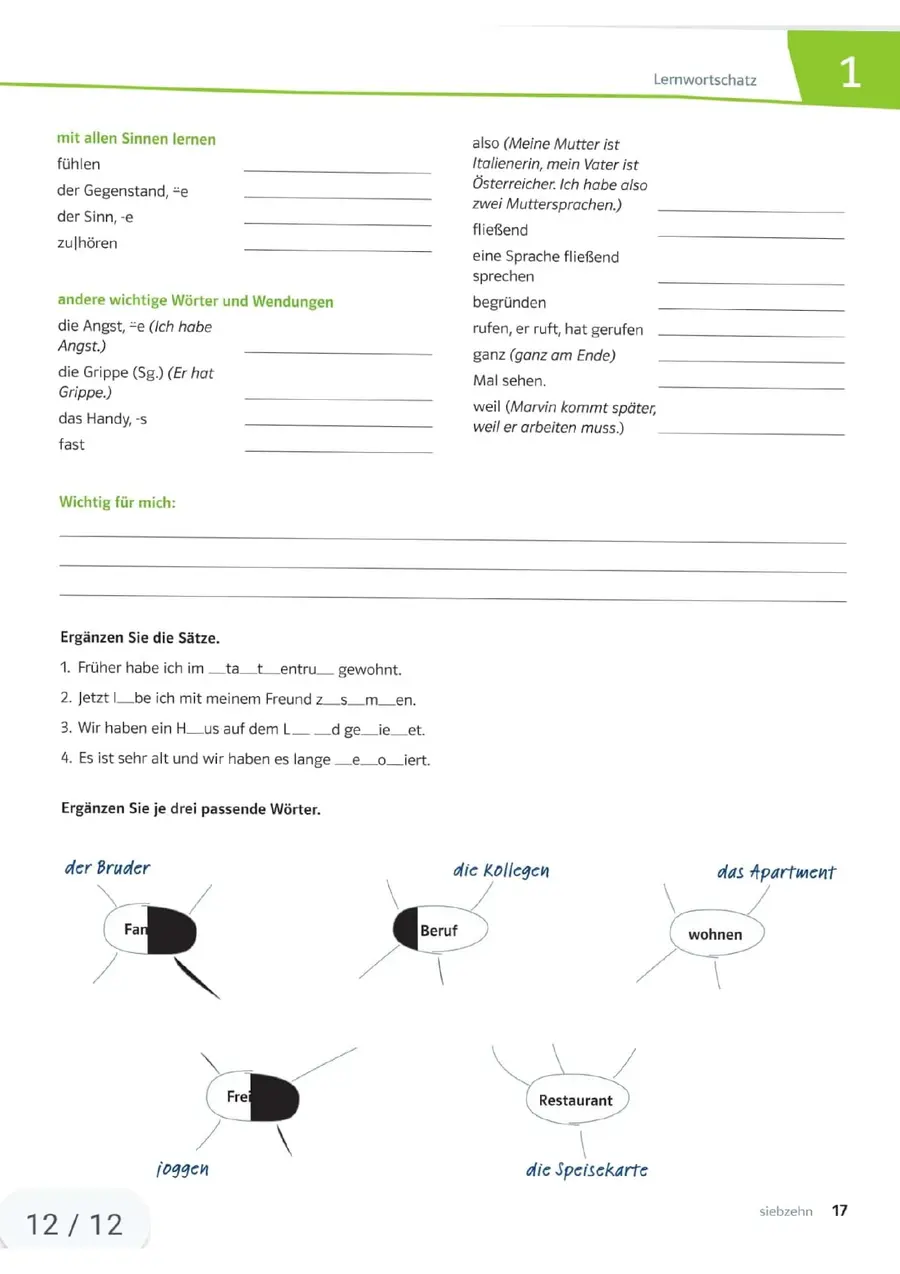 Lernwortschatz
1
mit allen Sinnen lernen
fühlen
der Gegenstand, ⸚e
der Sinn, -e
zu|hören
andere wichtige Wörter und Wendungen
die Angst, ⸚e (Ich habe
Angst.)
die Grippe (Sg.) (Er hat
Grippe.)
das Handy, -s
fast
also (Meine Mutter ist
Italienerin, mein Vater ist
Österreicher. Ich habe also
zwei Muttersprachen.)
fließend
eine Sprache fließend
sprechen
begründen
rufen, er ruft, hat gerufen
ganz (ganz am Ende)
Mal sehen.
weil (Marvin kommt später,
weil er arbeiten muss.)
Wichtig für mich:
Ergänzen Sie die Sätze.
1. Früher habe ich im __ta__t__entru__ gewohnt.
2. Jetzt l__be ich mit meinem Freund z__s__m__en.
3. Wir haben ein H__us auf dem L__ __d ge__ie__et.
4. Es ist sehr alt und wir haben es lange __e__o__iert.
Ergänzen Sie je drei passende Wörter.
der Bruder
die Kollegen
das Apartment
Beruf
wohnen
Frei
Restaurant
joggen
die Speisekarte
siebzehn 17
12 / 12